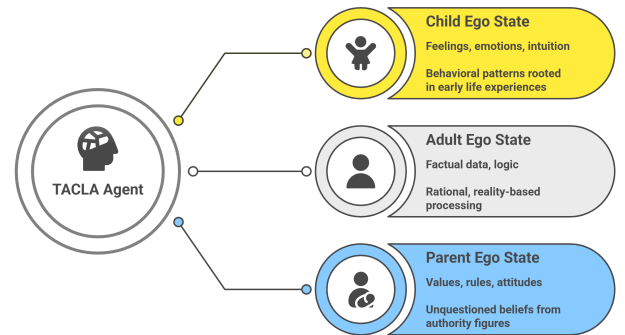 Child Ego State
Feelings, emotions, intuition
Behavioral patterns rooted
in early life experiences
TACLA Agent
Adult Ego State
Factual data, logic
Rational, reality-based
processing
Parent Ego State
Values, rules, attitudes
Unquestioned beliefs from
authority figures